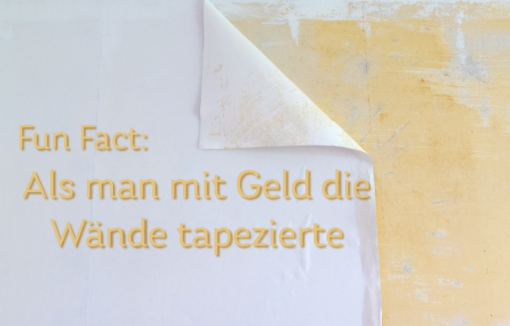 Fun Fact:
Als man mit Geld die
Wände tapezierte